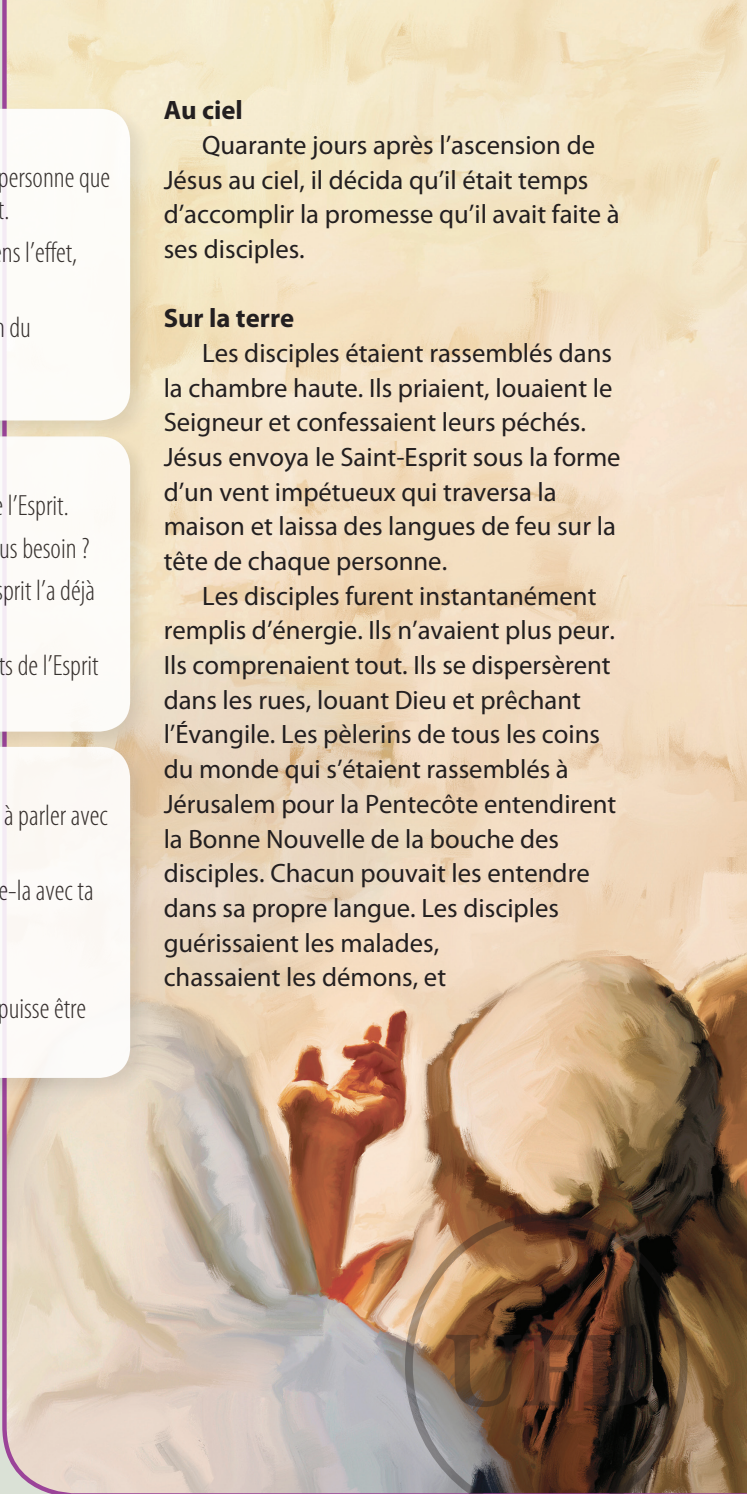 personne que
t.
ens l’effet,
n du
e l’Esprit.
us besoin ?
sprit l’a déjà
ts de l’Esprit
à parler avec
e-la avec ta
puisse être
Au ciel
Quarante jours après l’ascension de
Jésus au ciel, il décida qu’il était temps
d’accomplir la promesse qu’il avait faite à
ses disciples.
Sur la terre
Les disciples étaient rassemblés dans
la chambre haute. Ils priaient, louaient le
Seigneur et confessaient leurs péchés.
Jésus envoya le Saint-Esprit sous la forme
d’un vent impétueux qui traversa la
maison et laissa des langues de feu sur la
tête de chaque personne.
Les disciples furent instantanément
remplis d’énergie. Ils n’avaient plus peur.
Ils comprenaient tout. Ils se dispersèrent
dans les rues, louant Dieu et prêchant
l’Évangile. Les pèlerins de tous les coins
du monde qui s’étaient rassemblés à
Jérusalem pour la Pentecôte entendirent
la Bonne Nouvelle de la bouche des
disciples. Chacun pouvait les entendre
dans sa propre langue. Les disciples
guérissaient les malades,
chassaient les démons, et